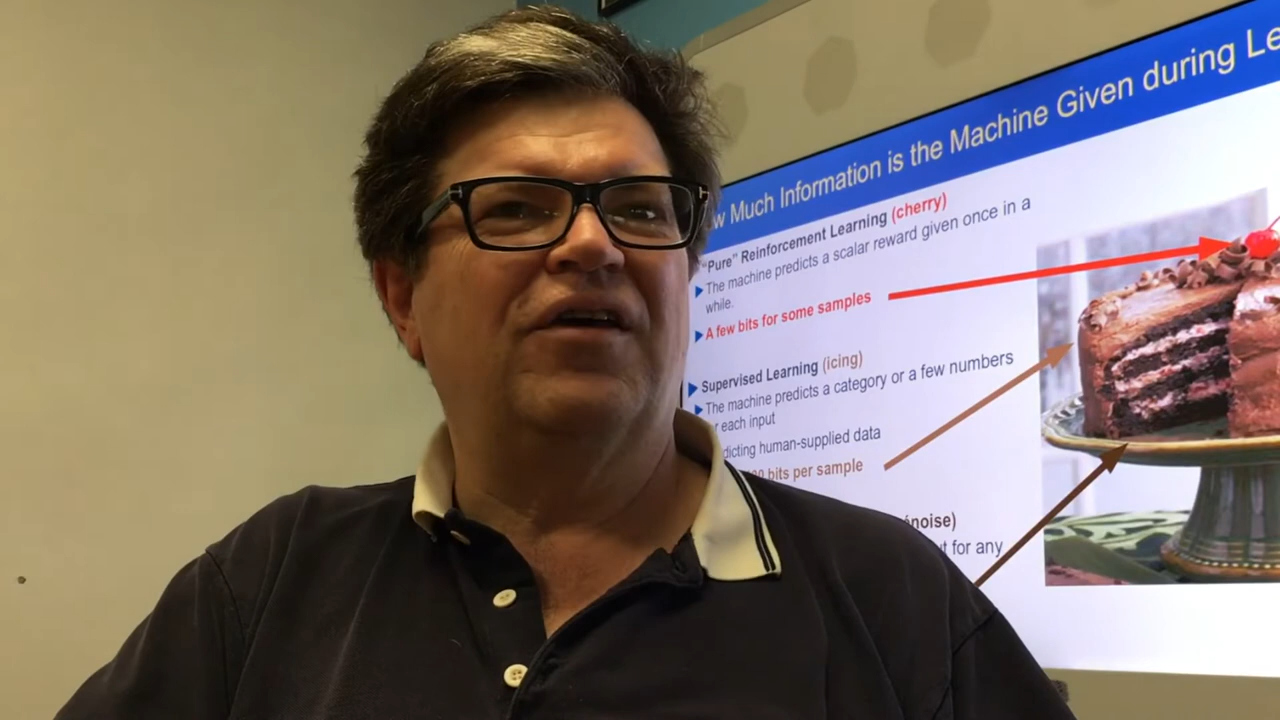 w Much Information is the Machine Given during Le
"Pure" Reinforcement Learning (cherry)
The machine predicts a scalar reward given once in a
while.
A few bits for some samples
Supervised Learning (icing)
The machine predicts a category or a few numbers
r each input
dicting human-supplied data
00 bits per sample
énoise)
t for any